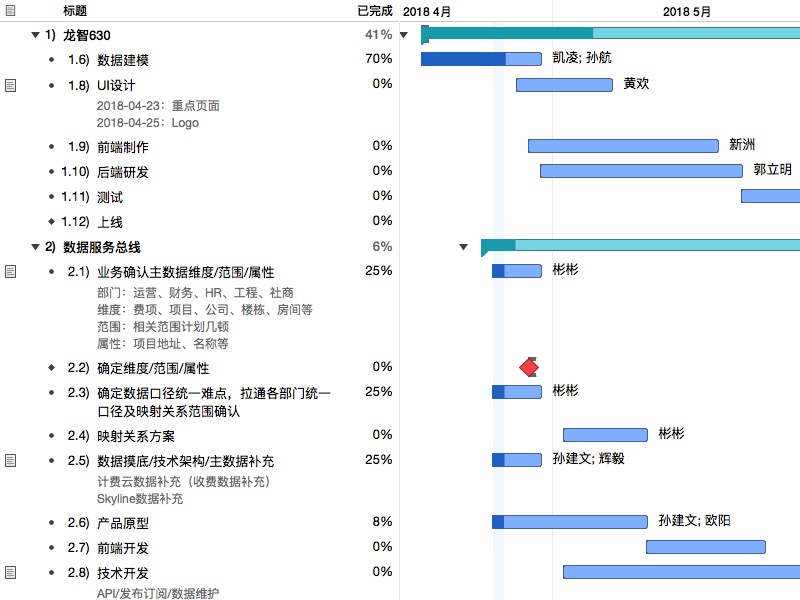 标题 已完成 2018 4月 2018 5月
1) 龙智630 41%
1.6) 数据建模 70% 凯凌; 孙航
1.8) UI设计 0% 黄欢
2018-04-23：重点页面
2018-04-25：Logo
1.9) 前端制作 0% 新洲
1.10) 后端研发 0% 郭立明
1.11) 测试 0%
1.12) 上线 0%
2) 数据服务总线 6%
2.1) 业务确认主数据维度/范围/属性 25% 彬彬
部门：运营、财务、HR、工程、社商
维度：费项、项目、公司、楼栋、房间等
范围：相关范围计划几顿
属性：项目地址、名称等
2.2) 确定维度/范围/属性 0%
2.3) 确定数据口径统一难点，拉通各部门统一 25% 彬彬
口径及映射关系范围确认
2.4) 映射关系方案 0% 彬彬
2.5) 数据摸底/技术架构/主数据补充 25% 孙建文; 辉毅
计费云数据补充（收费数据补充）
Skyline数据补充
2.6) 产品原型 8% 孙建文; 欧阳
2.7) 前端开发 0%
2.8) 技术开发 0%
API/发布订阅/数据维护